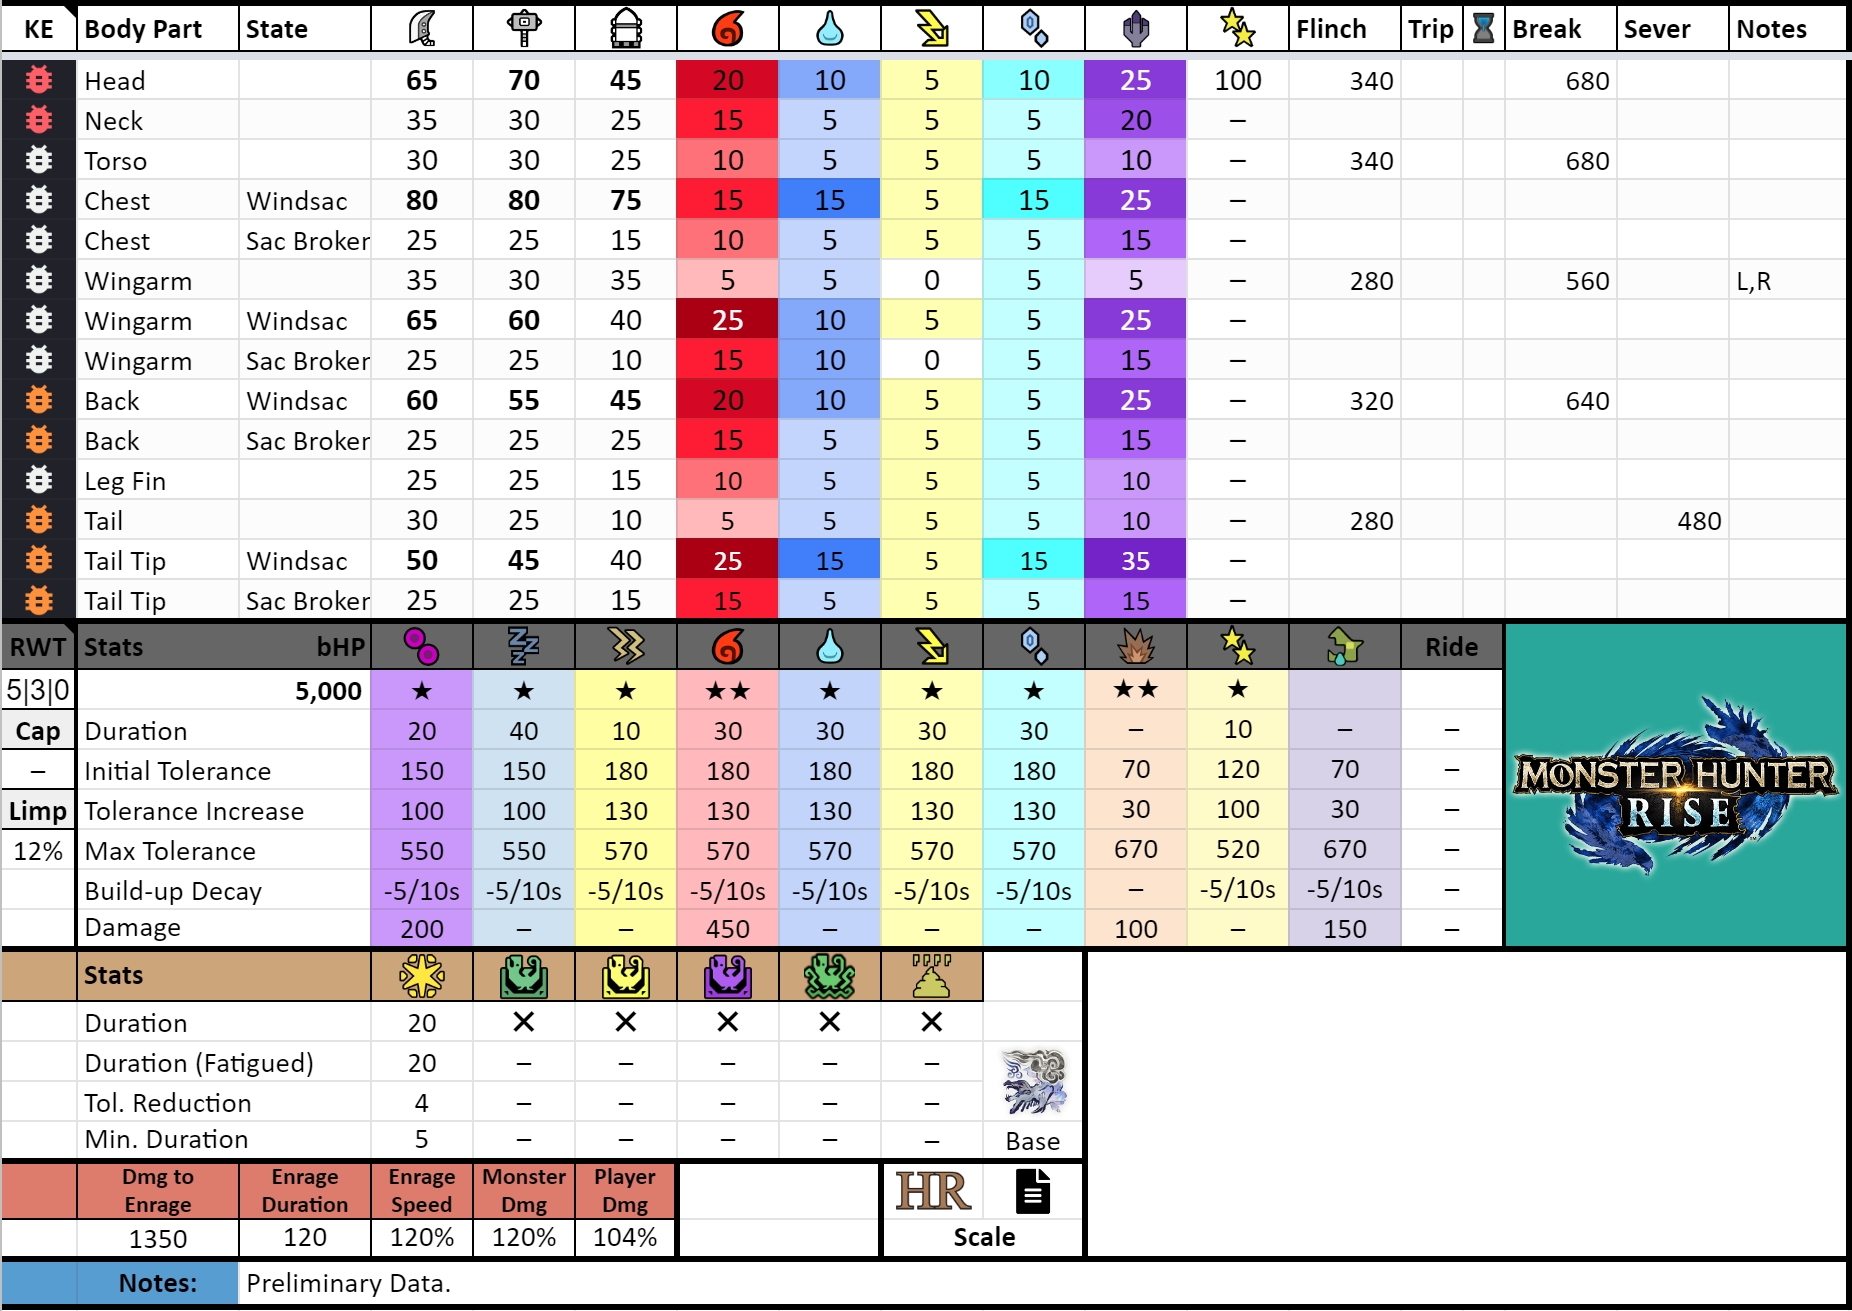 KE Body Part State Flinch Trip Break Sever Notes
Head 65 70 45 20 10 5 10 25 100 340 680
Neck 35 30 25 15 5 5 5 20 –
Torso 30 30 25 10 5 5 5 10 – 340 680
Chest Windsac 80 80 75 15 15 5 15 25 –
Chest Sac Broken 25 25 15 10 5 5 5 15 –
Wingarm 35 30 35 5 5 0 5 5 – 280 560 L,R
Wingarm Windsac 65 60 40 25 10 5 5 25 –
Wingarm Sac Broken 25 25 10 15 10 0 5 15 –
Back Windsac 60 55 45 20 10 5 5 25 – 320 640
Back Sac Broken 25 25 25 15 5 5 5 15 –
Leg Fin 25 25 15 10 5 5 5 10 –
Tail 30 25 10 5 5 5 5 10 – 280 480
Tail Tip Windsac 50 45 40 25 15 5 15 35 –
Tail Tip Sac Broken 25 25 15 15 5 5 5 15 –
RWT Stats bHP Ride
5|3|0 5,000 ★ ★ ★ ★★ ★ ★ ★ ★★ ★
Cap Duration 20 40 10 30 30 30 30 – 10 – –
– Initial Tolerance 150 150 180 180 180 180 180 70 120 70 –
Limp Tolerance Increase 100 100 130 130 130 130 130 30 100 30 –
12% Max Tolerance 550 550 570 570 570 570 570 670 520 670 –
Build-up Decay -5/10s -5/10s -5/10s -5/10s -5/10s -5/10s -5/10s – -5/10s -5/10s –
Damage 200 – – 450 – – – 100 – 150 –
MONSTER HUNTER
RISE
Stats
Duration 20 ✕ ✕ ✕ ✕ ✕
Duration (Fatigued) 20 – – – – –
Tol. Reduction 4 – – – – –
Min. Duration 5 – – – – – Base
Dmg to Enrage Enrage Duration Enrage Speed Monster Dmg Player Dmg HR
1350 120 120% 120% 104% Scale
Notes: Preliminary Data.